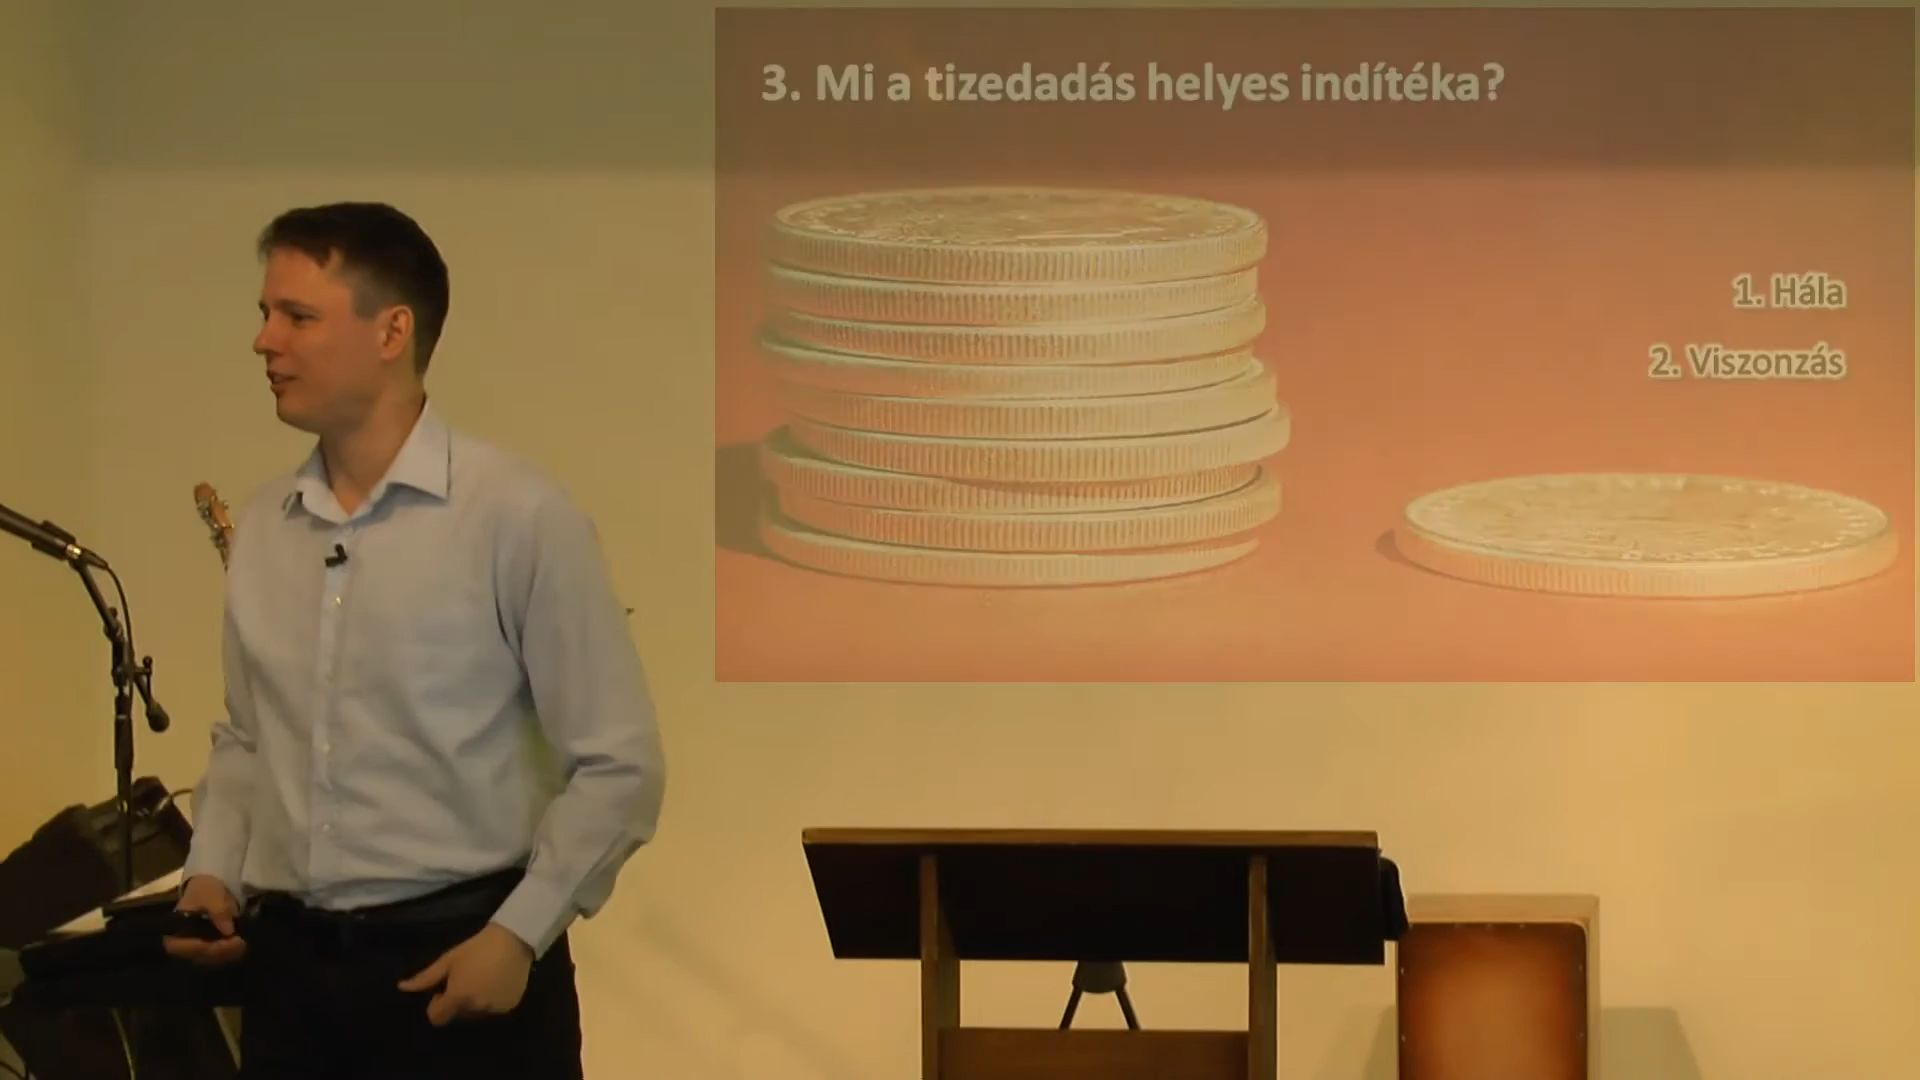 3. Mi a tizedadás helyes indítéka?
1. Hála
2. Viszonzás